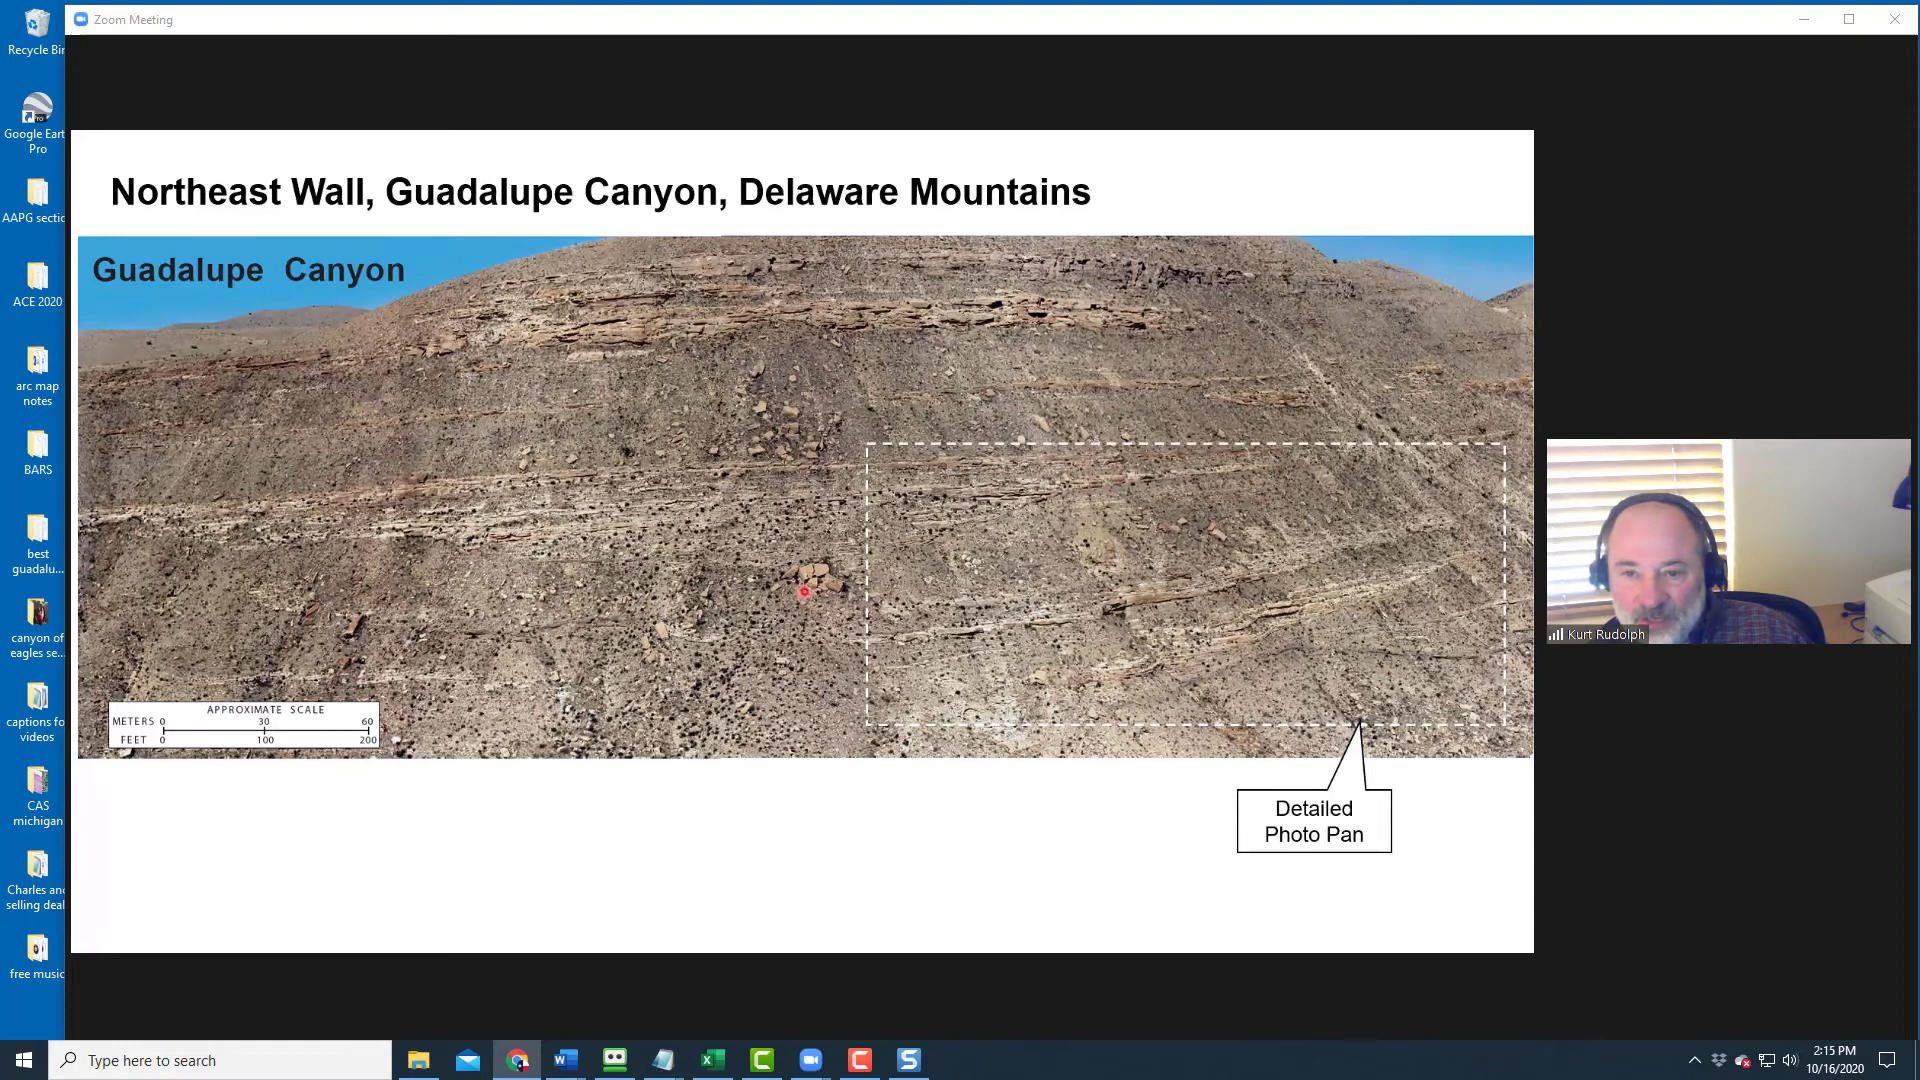 Zoom Meeting
Recycle Bin
Google Eart
Pro
AAPG sectio
ACE 2020
arc map
notes
BARS
best
guadalu...
canyon of
eagles se...
captions fo
videos
CAS
michigan
Charles and
selling deal
free music
Northeast Wall, Guadalupe Canyon, Delaware Mountains
Guadalupe Canyon
APPROXIMATE SCALE
METERS 0 30 60
FEET 0 100 200
Detailed
Photo Pan
Kurt Rudolph
Type here to search
2:15 PM
10/16/2020